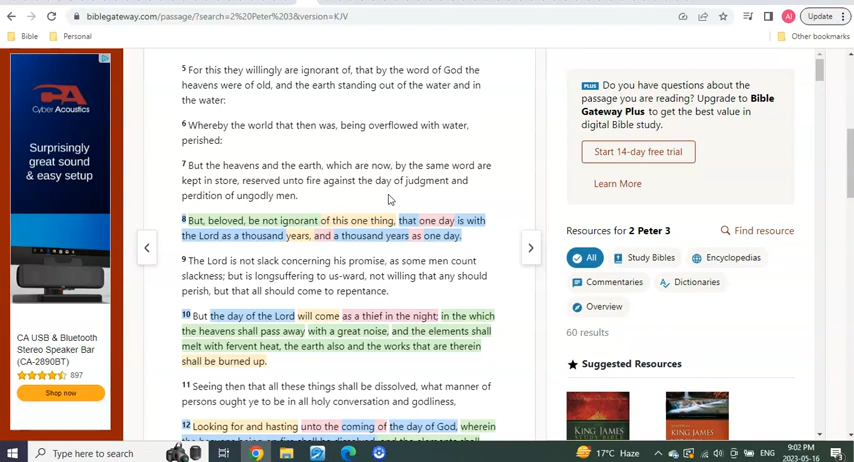 biblegateway.com/passage/?search=2%20Peter%203&version=KJV
AI
Update
Bible
Personal
Other bookmarks
CA
CYBER ACOUSTICS
Surprisingly
great sound
& easy setup
CA USB & Bluetooth
Stereo Speaker Bar
(CA-2890BT)
897
Shop now
5 For this they willingly are ignorant of, that by the word of God the
heavens were of old, and the earth standing out of the water and in
the water:
6 Whereby the world that then was, being overflowed with water,
perished:
7 But the heavens and the earth, which are now, by the same word are
kept in store, reserved unto fire against the day of judgment and
perdition of ungodly men.
8 But, beloved, be not ignorant of this one thing, that one day is with
the Lord as a thousand years, and a thousand years as one day.
9 The Lord is not slack concerning his promise, as some men count
slackness; but is longsuffering to us-ward, not willing that any should
perish, but that all should come to repentance.
10 But the day of the Lord will come as a thief in the night; in the which
the heavens shall pass away with a great noise, and the elements shall
melt with fervent heat, the earth also and the works that are therein
shall be burned up.
11 Seeing then that all these things shall be dissolved, what manner of
persons ought ye to be in all holy conversation and godliness,
12 Looking for and hasting unto the coming of the day of God, wherein
PLUS Do you have questions about the
passage you are reading? Upgrade to Bible
Gateway Plus to get the best value in
digital Bible study.
Start 14-day free trial
Learn More
Resources for 2 Peter 3
Find resource
All
Study Bibles
Encyclopedias
Commentaries
Dictionaries
Overview
60 results
Suggested Resources
KING JAMES
KING JAMES
Type here to search
17°C Haze
ENG
9:02 PM
2023-05-16
3